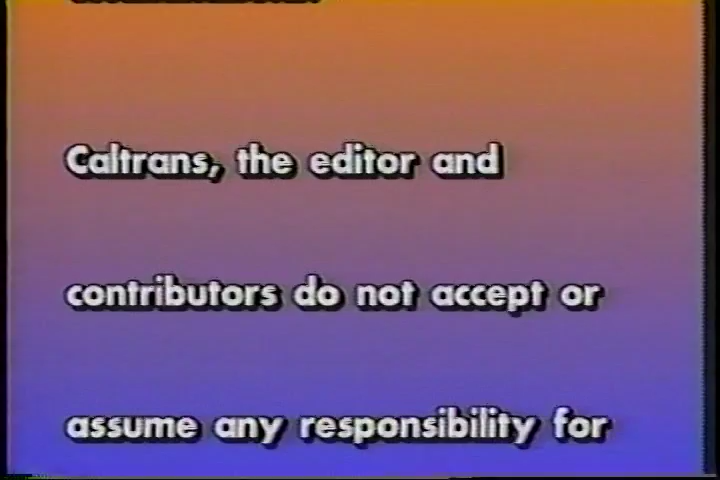 Caltrans, the editor and
contributors do not accept or
assume any responsibility for